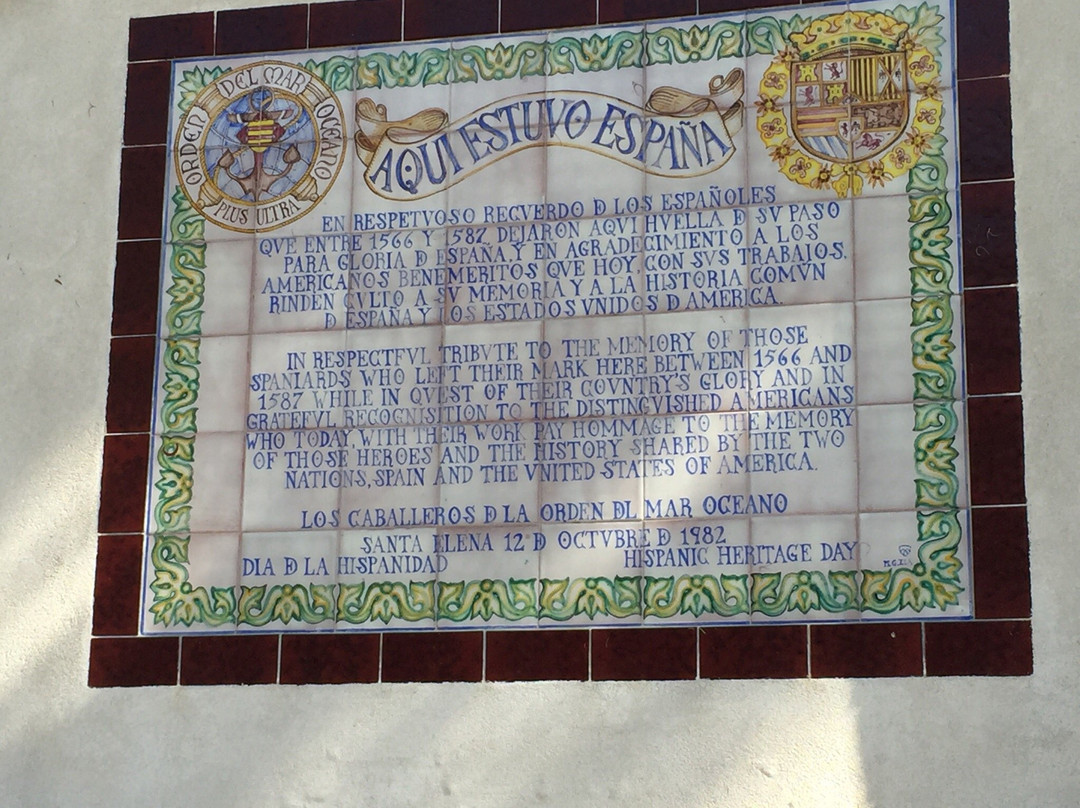 ORDEN DEL MAR OCEANO
PLUS ULTRA
AQUI ESTUVO ESPAÑA
EN RESPETVOSO RECVERDO D LOS ESPAÑOLES
QVE ENTRE 1566 Y 1587 DEJARON AQVI HVELLA D SV PASO
PARA GLORIA D ESPAÑA, Y EN AGRADECIMIENTO A LOS
AMERICANOS BENEMERITOS QVE HOY, CON SVS TRABAJOS,
RINDEN CVLTO A SV MEMORIA Y A LA HISTORIA COMVN
D ESPAÑA Y LOS ESTADOS VNIDOS D AMERICA.
IN RESPECTFVL TRIBVTE TO THE MEMORY OF THOSE
SPANIARDS WHO LEFT THEIR MARK HERE BETWEEN 1566 AND
1587 WHILE IN QVEST OF THEIR COVNTRY'S GLORY AND IN
GRATEFVL RECOGNISITION TO THE DISTINGVISHED AMERICANS
WHO TODAY, WITH THEIR WORK PAY HOMMAGE TO THE MEMORY
OF THOSE HEROES AND THE HISTORY SHARED BY THE TWO
NATIONS, SPAIN AND THE VNITED STATES OF AMERICA.
LOS CABALLEROS D LA ORDEN DL MAR OCEANO
SANTA ELENA 12 D OCTVBRE D 1982
DIA D LA HISPANIDAD HISPANIC HERITAGE DAY